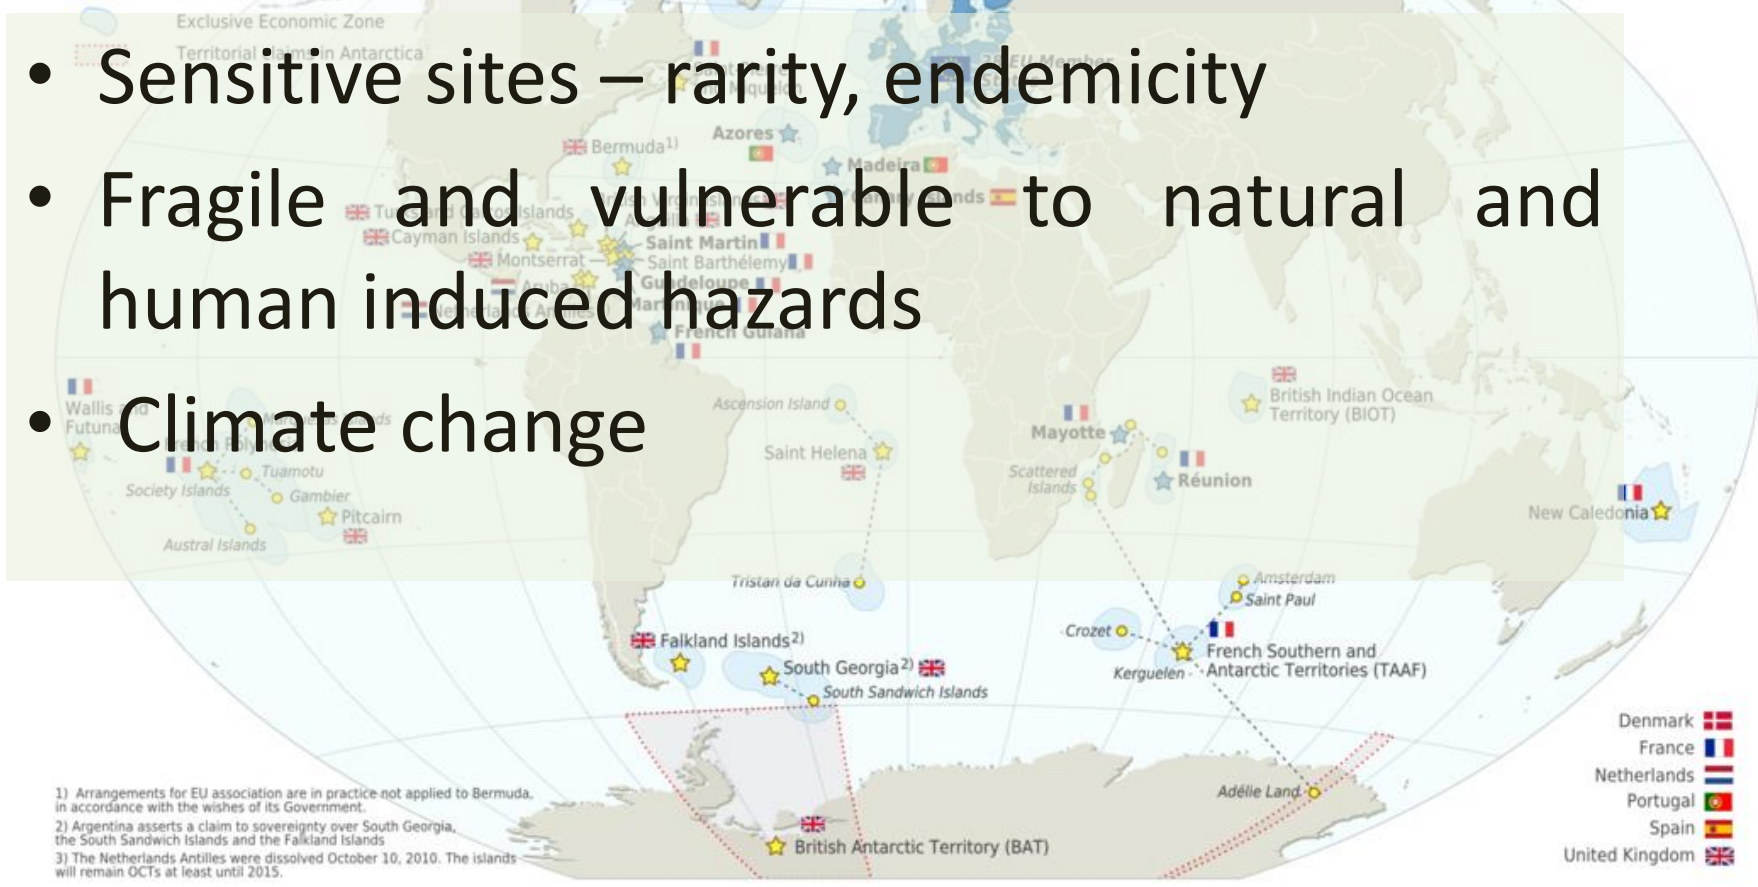 Exclusive Economic Zone
Territorial claims in Antarctica
• Sensitive sites – rarity, endemicity
• Fragile and vulnerable to natural and
human induced hazards
• Climate change
Azores
Bermuda1)
Madeira
Cayman Islands
Saint Martin
Montserrat
Saint Barthélemy
Aruba
Guadeloupe
Martinique
French Guiana
Wallis and
Futuna
Tuamotu
Society Islands
Gambier
Pitcairn
Austral Islands
Ascension Island
Saint Helena
Tristan da Cunha
Mayotte
Scattered
Islands
Réunion
British Indian Ocean
Territory (BIOT)
New Caledonia
Amsterdam
Saint Paul
Crozet
Kerguelen
French Southern and
Antarctic Territories (TAAF)
Falkland Islands2)
South Georgia2)
South Sandwich Islands
Adélie Land
British Antarctic Territory (BAT)
Denmark
France
Netherlands
Portugal
Spain
United Kingdom
1) Arrangements for EU association are in practice not applied to Bermuda,
in accordance with the wishes of its Government.
2) Argentina asserts a claim to sovereignty over South Georgia,
the South Sandwich Islands and the Falkland Islands
3) The Netherlands Antilles were dissolved October 10, 2010. The islands
will remain OCTs at least until 2015.